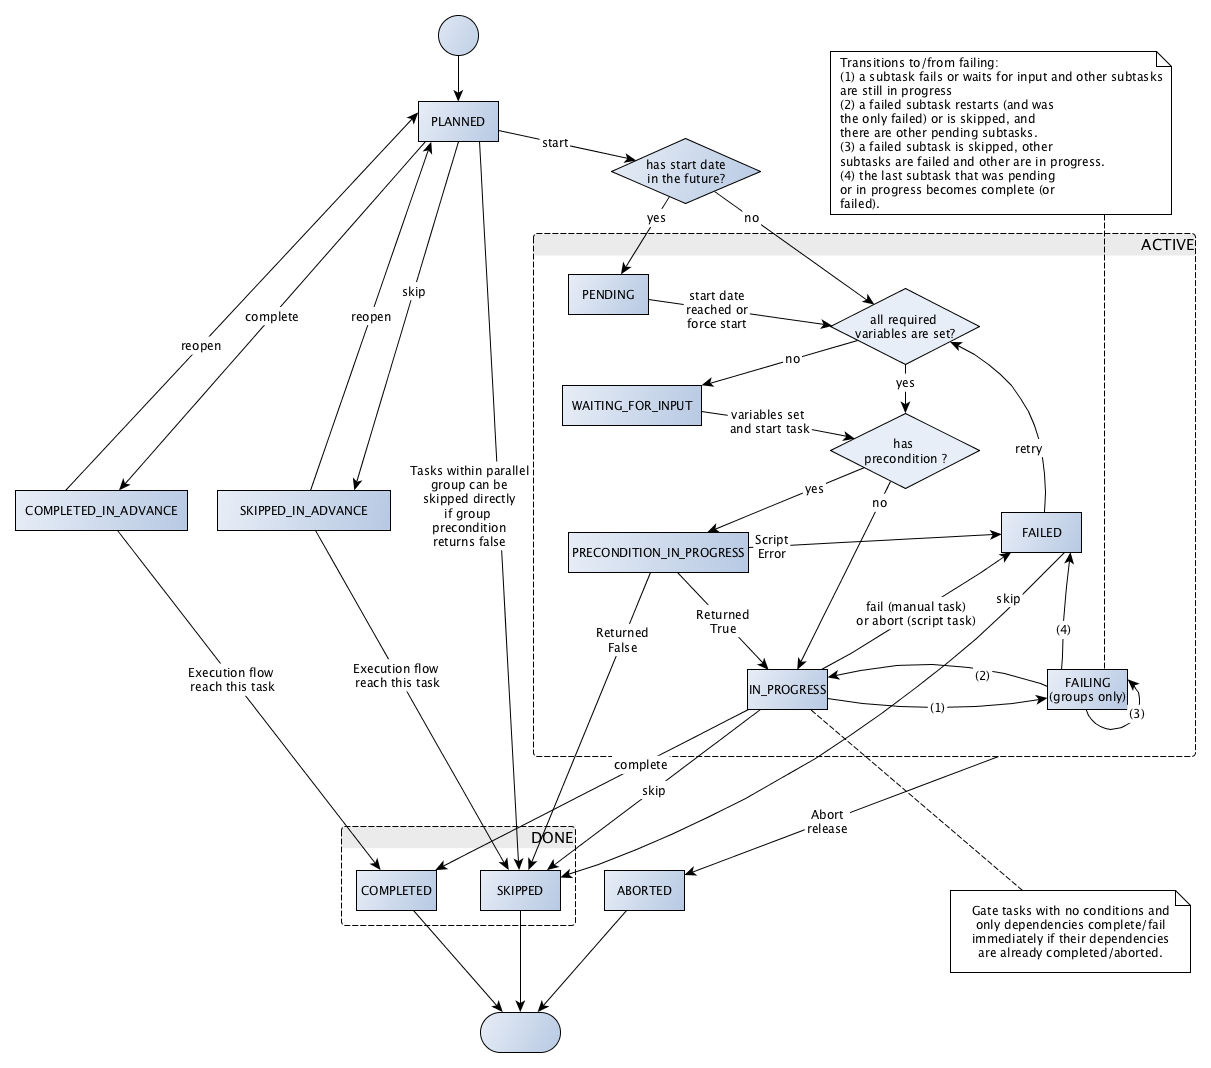 PLANNED
start
has start date
in the future?
yes
no
Transitions to/from failing:
(1) a subtask fails or waits for input and other subtasks
are still in progress
(2) a failed subtask restarts (and was
the only failed) or is skipped, and
there are other pending subtasks.
(3) a failed subtask is skipped, other
subtasks are failed and other are in progress.
(4) the last subtask that was pending
or in progress becomes complete (or
failed).
ACTIVE
PENDING
start date
reached or
force start
all required
variables are set?
no
yes
WAITING_FOR_INPUT
variables set
and start task
has
precondition ?
yes
no
retry
skip
complete
reopen
reopen
Tasks within parallel
group can be
skipped directly
if group
precondition
returns false
COMPLETED_IN_ADVANCE
SKIPPED_IN_ADVANCE
PRECONDITION_IN_PROGRESS
Script
Error
FAILED
Returned
False
Returned
True
fail (manual task)
or abort (script task)
skip
(4)
Execution flow
reach this task
Execution flow
reach this task
IN_PROGRESS
(2)
(1)
FAILING
(groups only)
(3)
complete
skip
Abort
release
DONE
COMPLETED
SKIPPED
ABORTED
Gate tasks with no conditions and
only dependencies complete/fail
immediately if their dependencies
are already completed/aborted.